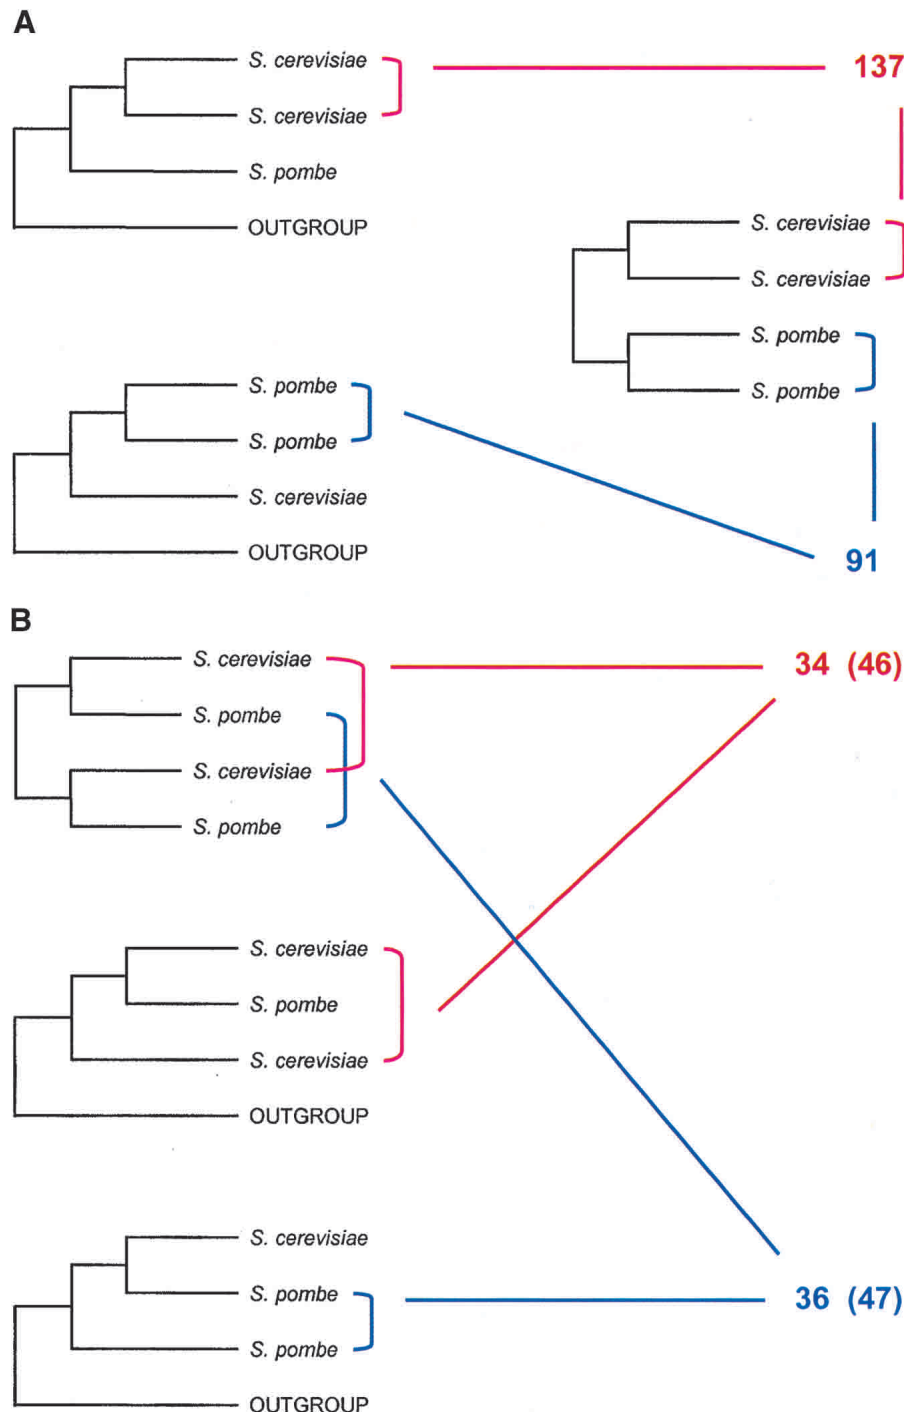 A
S. cerevisiae
S. cerevisiae
S. pombe
OUTGROUP
137
S. cerevisiae
S. cerevisiae
S. pombe
S. pombe
S. pombe
S. pombe
S. cerevisiae
OUTGROUP
91
B
S. cerevisiae
S. pombe
S. cerevisiae
S. pombe
34 (46)
S. cerevisiae
S. pombe
S. cerevisiae
OUTGROUP
S. cerevisiae
S. pombe
S. pombe
OUTGROUP
36 (47)